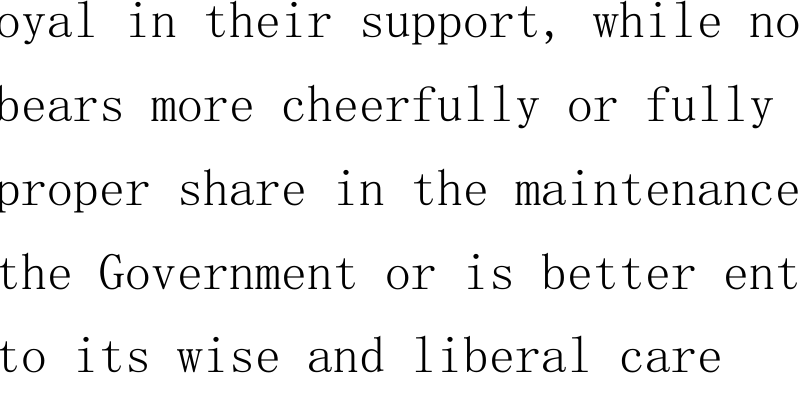 oyal in their support, while no
bears more cheerfully or fully
proper share in the maintenance
the Government or is better ent
to its wise and liberal care